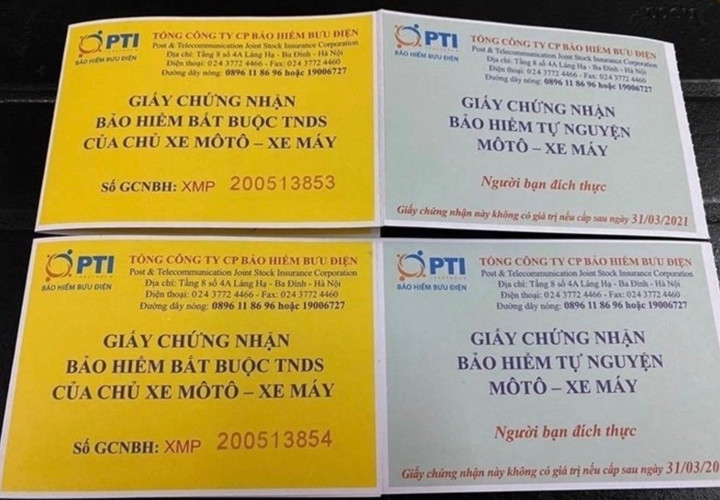 PTI
BẢO HIỂM BƯU ĐIỆN
TỔNG CÔNG TY CP BẢO HIỂM BƯU ĐIỆN
Post & Telecommunication Joint Stock Insurance Corporation
Địa chỉ: Tầng 8 số 4A Láng Hạ - Ba Đình - Hà Nội
Điện thoại: 024 3772 4466 - Fax: 024 3772 4460
Đường dây nóng: 0896 11 86 96 hoặc 19006727
GIẤY CHỨNG NHẬN
BẢO HIỂM BẮT BUỘC TNDS
CỦA CHỦ XE MÔTÔ – XE MÁY
Số GCNBH: XMP 200513853
PTI
BẢO HIỂM BƯU ĐIỆN
TỔNG CÔNG TY CP BẢO HIỂM BƯU ĐIỆN
Post & Telecommunication Joint Stock Insurance Corporation
Địa chỉ: Tầng 8 số 4A Láng Hạ - Ba Đình - Hà Nội
Điện thoại: 024 3772 4466 - Fax: 024 3772 4460
Đường dây nóng: 0896 11 86 96 hoặc 19006727
GIẤY CHỨNG NHẬN
BẢO HIỂM TỰ NGUYỆN
MÔTÔ – XE MÁY
Người bạn đích thực
Giấy chứng nhận này không có giá trị nếu cấp sau ngày 31/03/2021
PTI
BẢO HIỂM BƯU ĐIỆN
TỔNG CÔNG TY CP BẢO HIỂM BƯU ĐIỆN
Post & Telecommunication Joint Stock Insurance Corporation
Địa chỉ: Tầng 8 số 4A Láng Hạ - Ba Đình - Hà Nội
Điện thoại: 024 3772 4466 - Fax: 024 3772 4460
Đường dây nóng: 0896 11 86 96 hoặc 19006727
GIẤY CHỨNG NHẬN
BẢO HIỂM BẮT BUỘC TNDS
CỦA CHỦ XE MÔTÔ – XE MÁY
Số GCNBH: XMP 200513854
PTI
BẢO HIỂM BƯU ĐIỆN
TỔNG CÔNG TY CP BẢO HIỂM BƯU ĐIỆN
Post & Telecommunication Joint Stock Insurance Corporation
Địa chỉ: Tầng 8 số 4A Láng Hạ - Ba Đình - Hà Nội
Điện thoại: 024 3772 4466 - Fax: 024 3772 4460
Đường dây nóng: 0896 11 86 96 hoặc 19006727
GIẤY CHỨNG NHẬN
BẢO HIỂM TỰ NGUYỆN
MÔTÔ – XE MÁY
Người bạn đích thực
Giấy chứng nhận này không có giá trị nếu cấp sau ngày 31/03/20